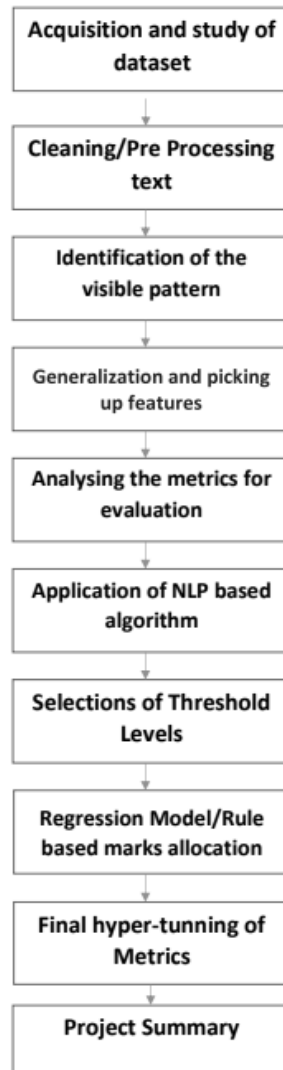 Acquisition and study of
dataset
Cleaning/Pre Processing
text
Identification of the
visible pattern
Generalization and picking
up features
Analysing the metrics for
evaluation
Application of NLP based
algorithm
Selections of Threshold
Levels
Regression Model/Rule
based marks allocation
Final hyper-tunning of
Metrics
Project Summary